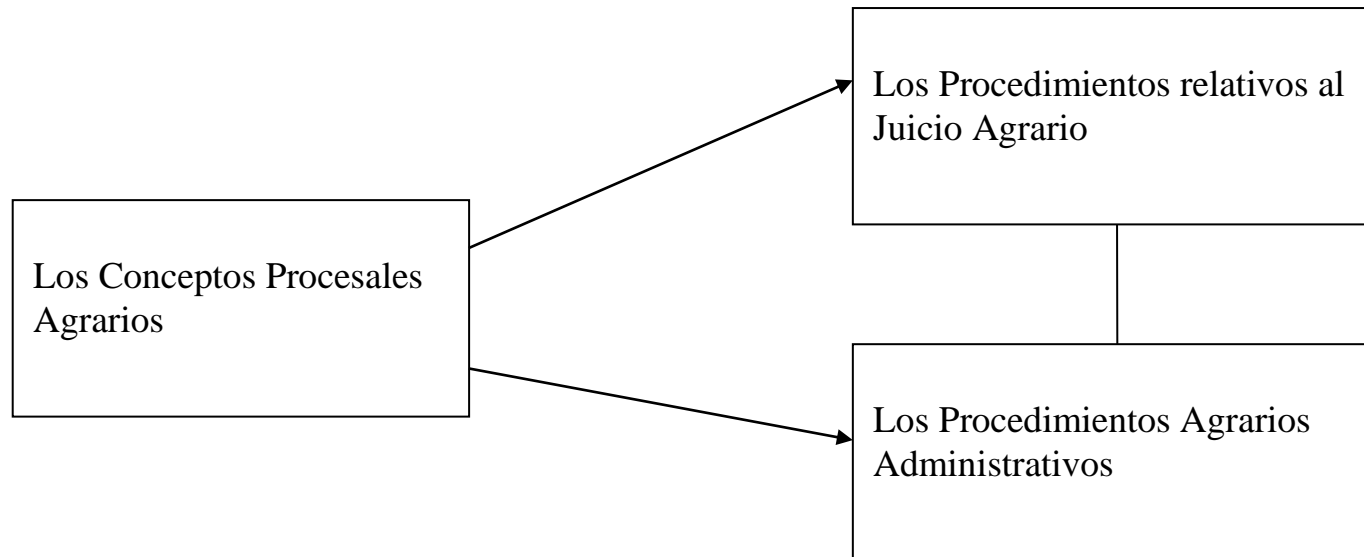 Los Procedimientos relativos al
Juicio Agrario
Los Conceptos Procesales
Agrarios
Los Procedimientos Agrarios
Administrativos